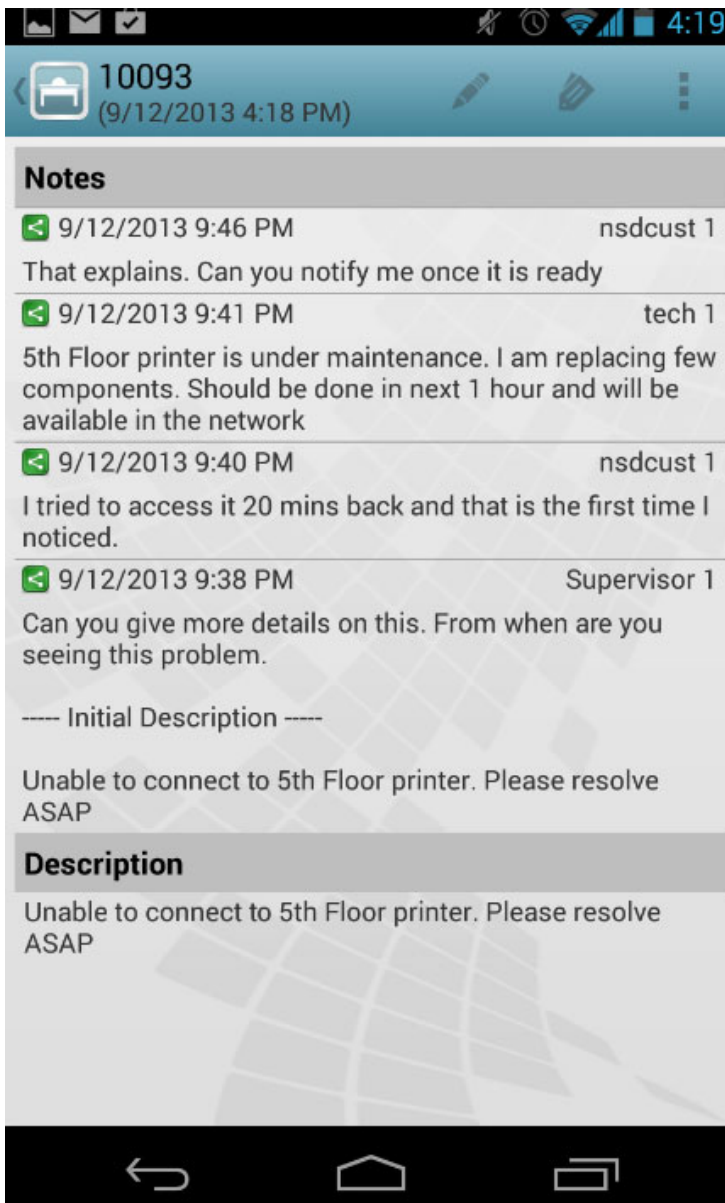 4:19
10093
(9/12/2013 4:18 PM)
Notes
9/12/2013 9:46 PM nsdcust 1
That explains. Can you notify me once it is ready
9/12/2013 9:41 PM tech 1
5th Floor printer is under maintenance. I am replacing few
components. Should be done in next 1 hour and will be
available in the network
9/12/2013 9:40 PM nsdcust 1
I tried to access it 20 mins back and that is the first time I
noticed.
9/12/2013 9:38 PM Supervisor 1
Can you give more details on this. From when are you
seeing this problem.
----- Initial Description -----
Unable to connect to 5th Floor printer. Please resolve
ASAP
Description
Unable to connect to 5th Floor printer. Please resolve
ASAP